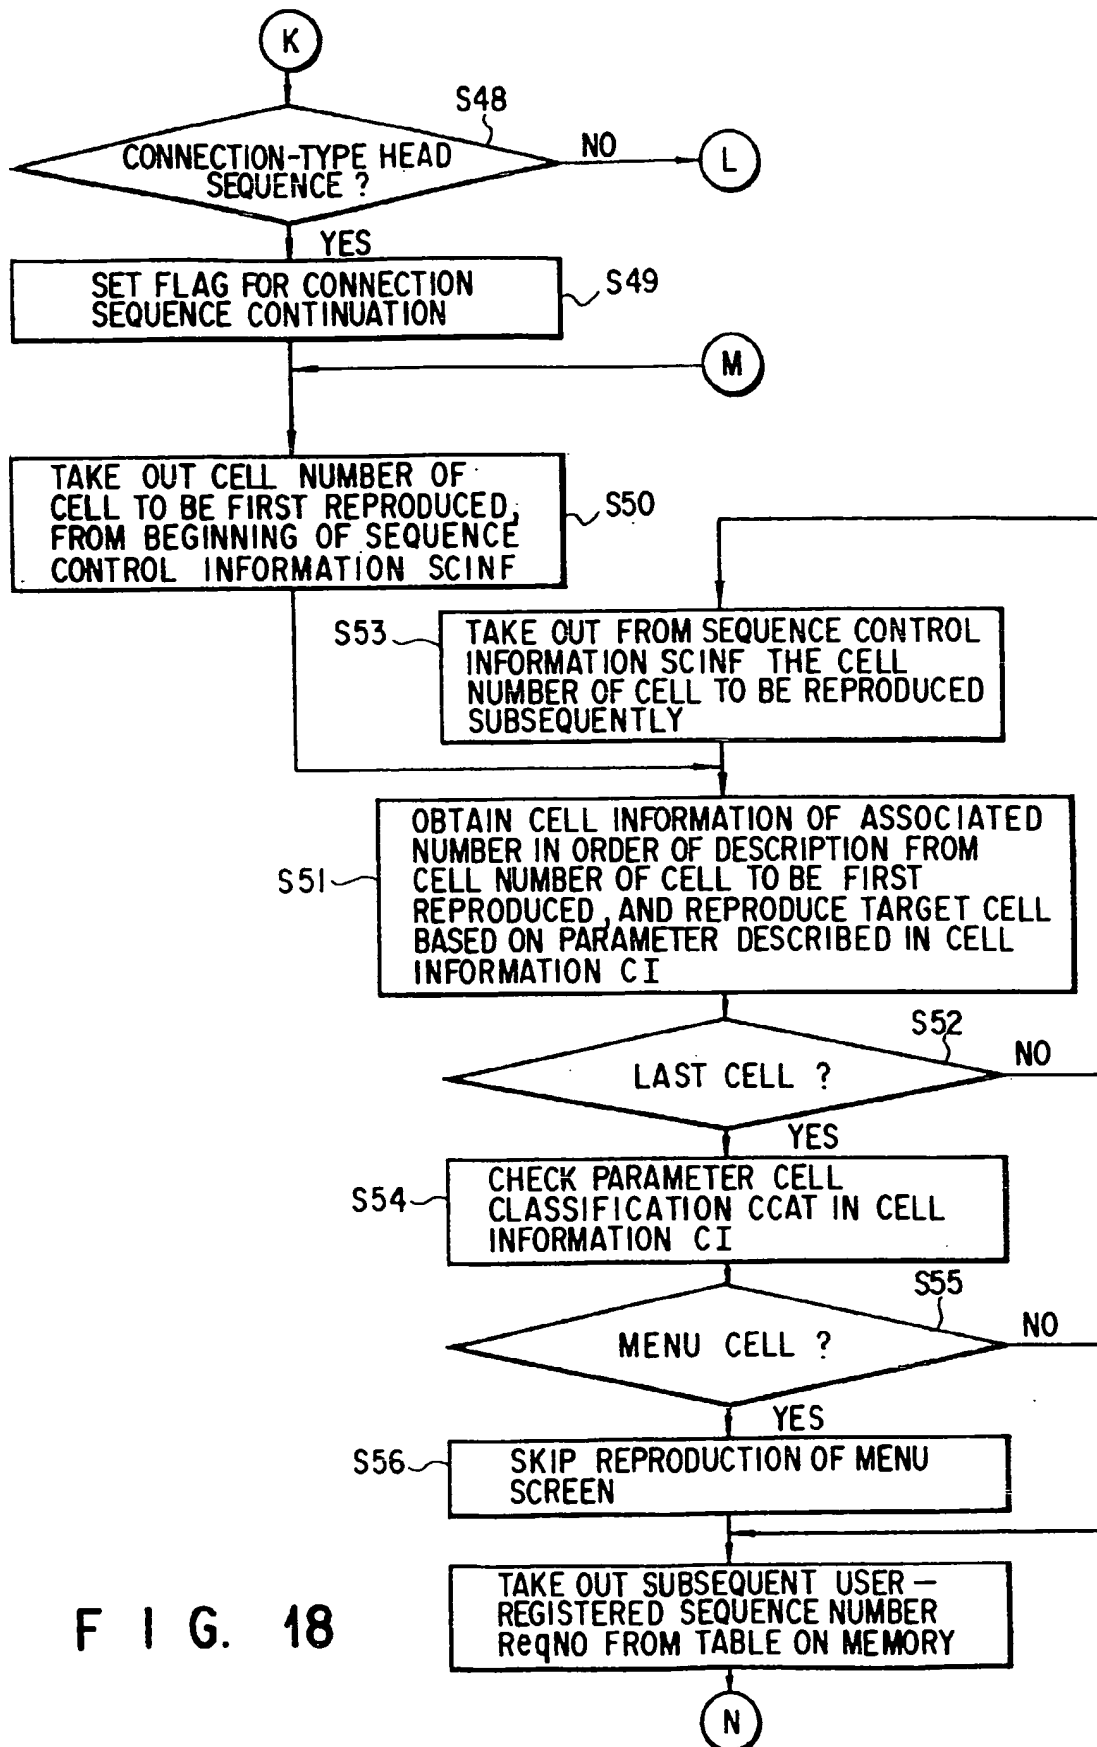 K
S48
CONNECTION-TYPE HEAD
SEQUENCE ?
NO
L
YES
SET FLAG FOR CONNECTION
SEQUENCE CONTINUATION
S49
M
TAKE OUT CELL NUMBER OF
CELL TO BE FIRST REPRODUCED,
FROM BEGINNING OF SEQUENCE
CONTROL INFORMATION SCINF
S50
S53
TAKE OUT FROM SEQUENCE CONTROL
INFORMATION SCINF THE CELL
NUMBER OF CELL TO BE REPRODUCED
SUBSEQUENTLY
S51
OBTAIN CELL INFORMATION OF ASSOCIATED
NUMBER IN ORDER OF DESCRIPTION FROM
CELL NUMBER OF CELL TO BE FIRST
REPRODUCED, AND REPRODUCE TARGET CELL
BASED ON PARAMETER DESCRIBED IN CELL
INFORMATION CI
S52
LAST CELL ?
NO
YES
S54
CHECK PARAMETER CELL
CLASSIFICATION CCAT IN CELL
INFORMATION CI
S55
MENU CELL ?
NO
YES
S56
SKIP REPRODUCTION OF MENU
SCREEN
TAKE OUT SUBSEQUENT USER-
REGISTERED SEQUENCE NUMBER
ReqNO FROM TABLE ON MEMORY
N
FIG. 18